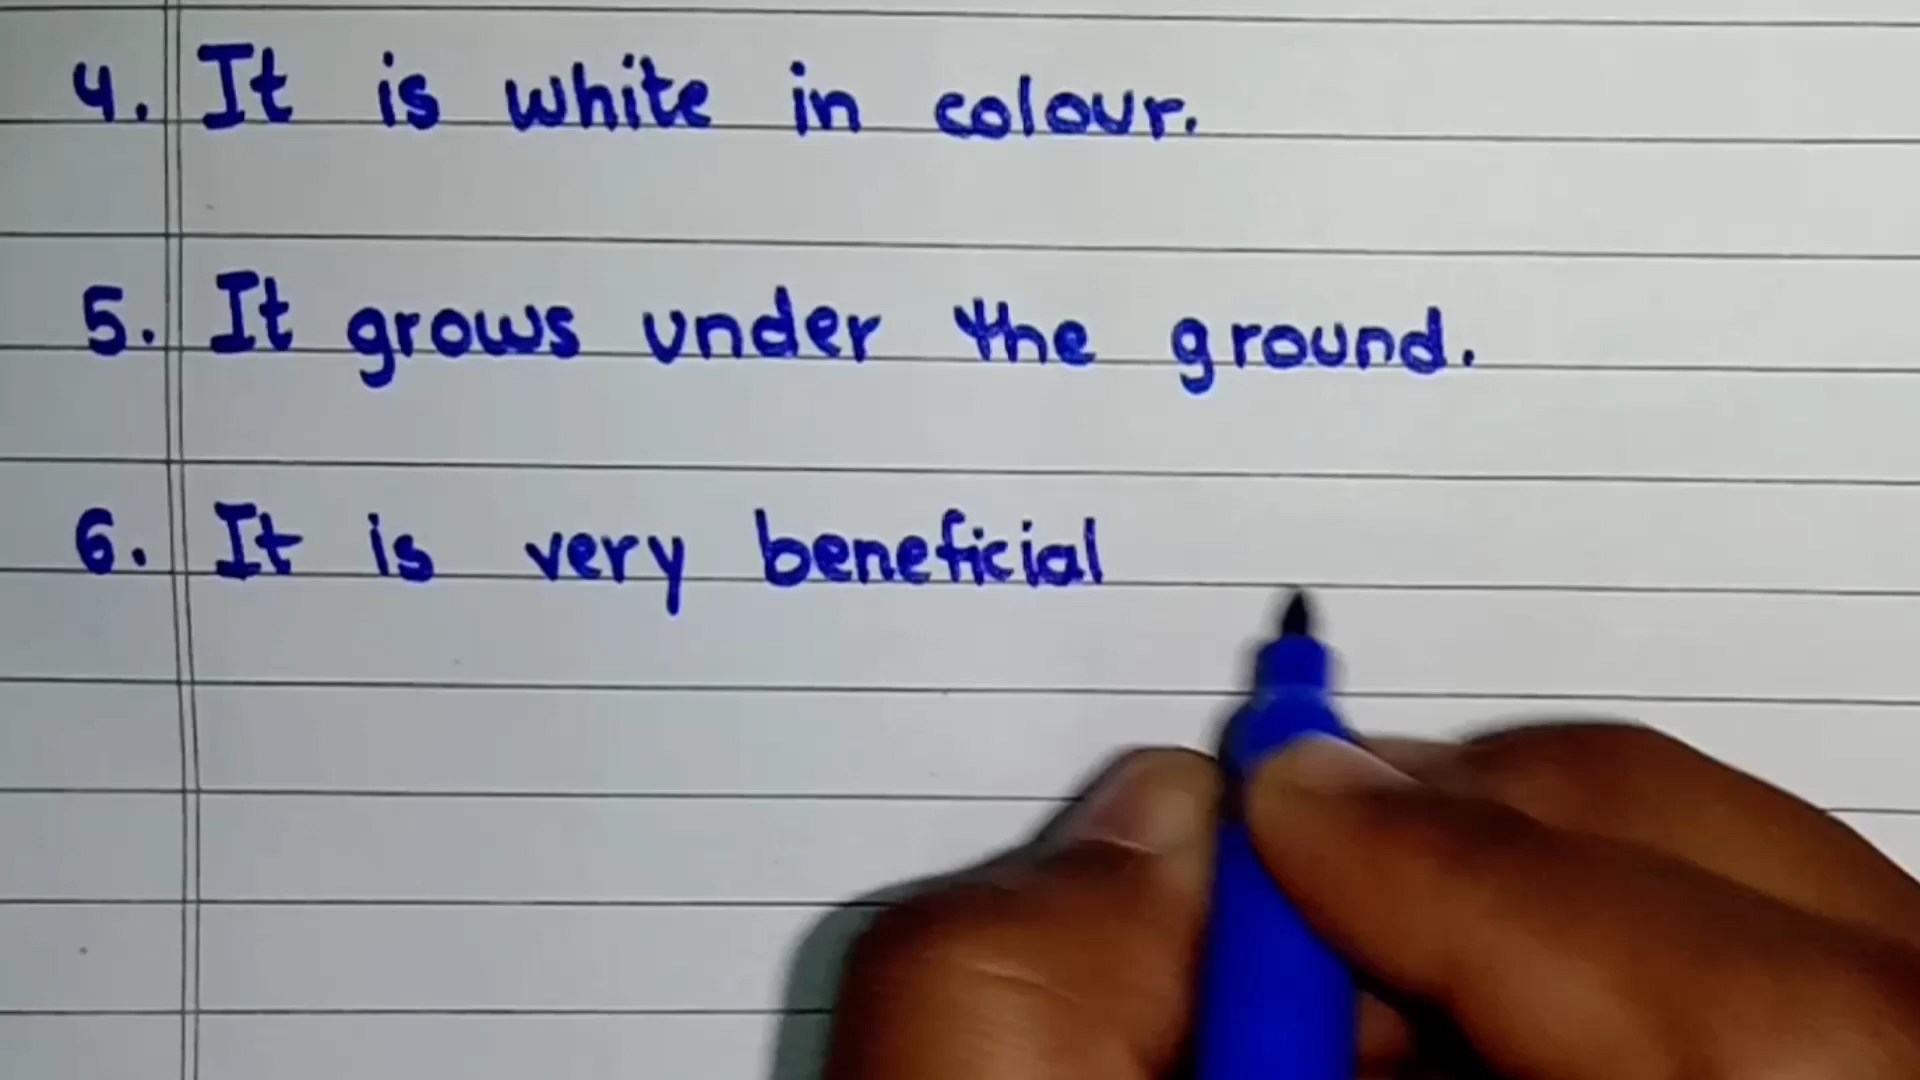 4. It is white in colour.
5. It grows under the ground.
6. It is very beneficial